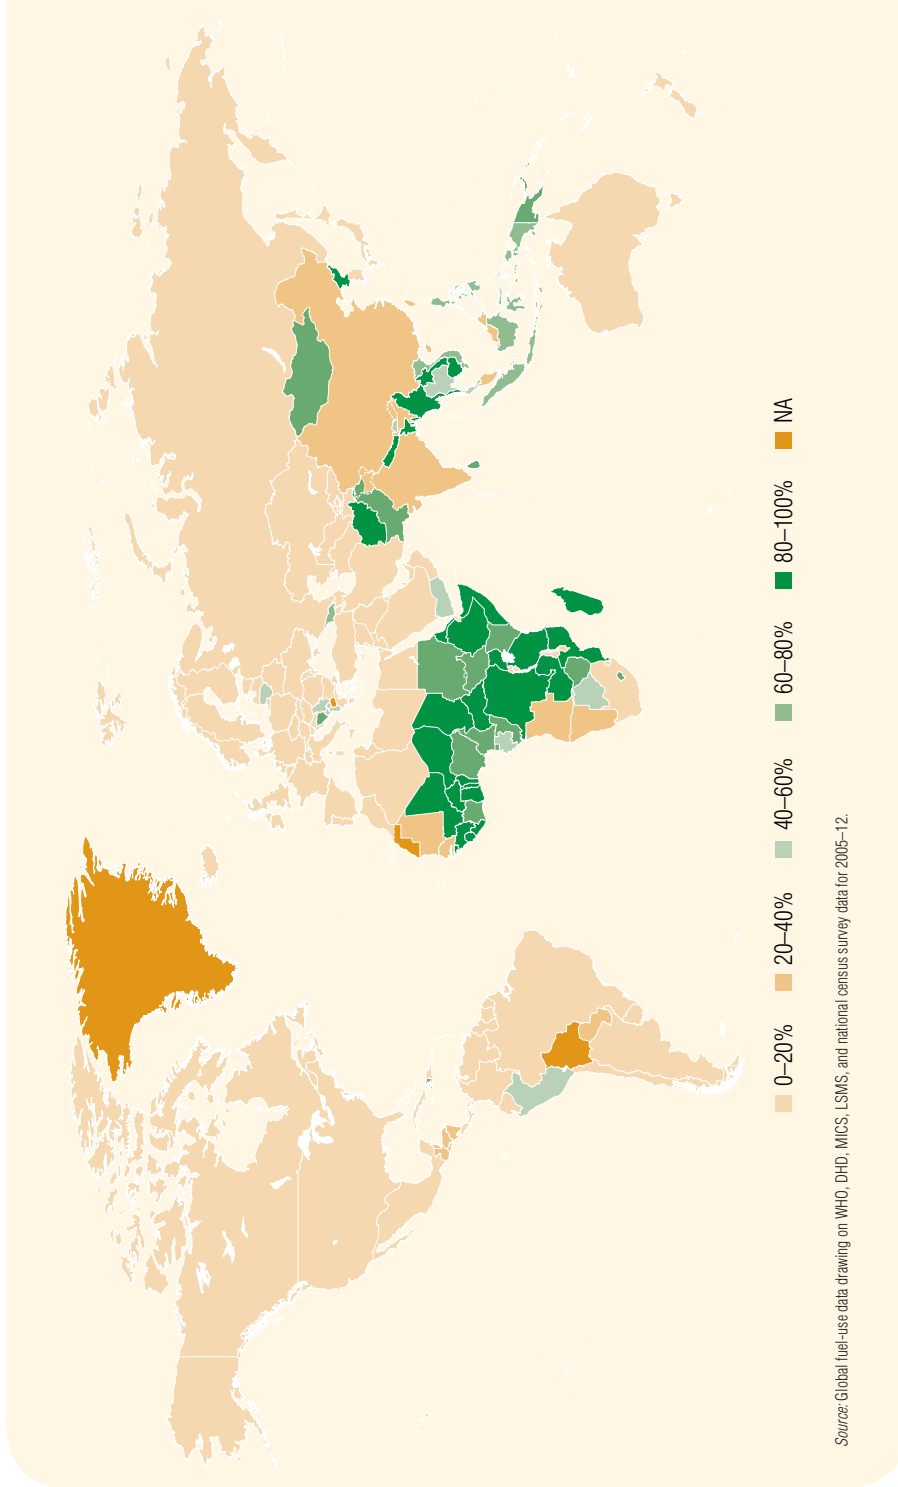 0–20%
20–40%
40–60%
60–80%
80–100%
NA
Source: Global fuel-use data drawing on WHO, DHD, MICS, LSMS, and national census survey data for 2005–12.